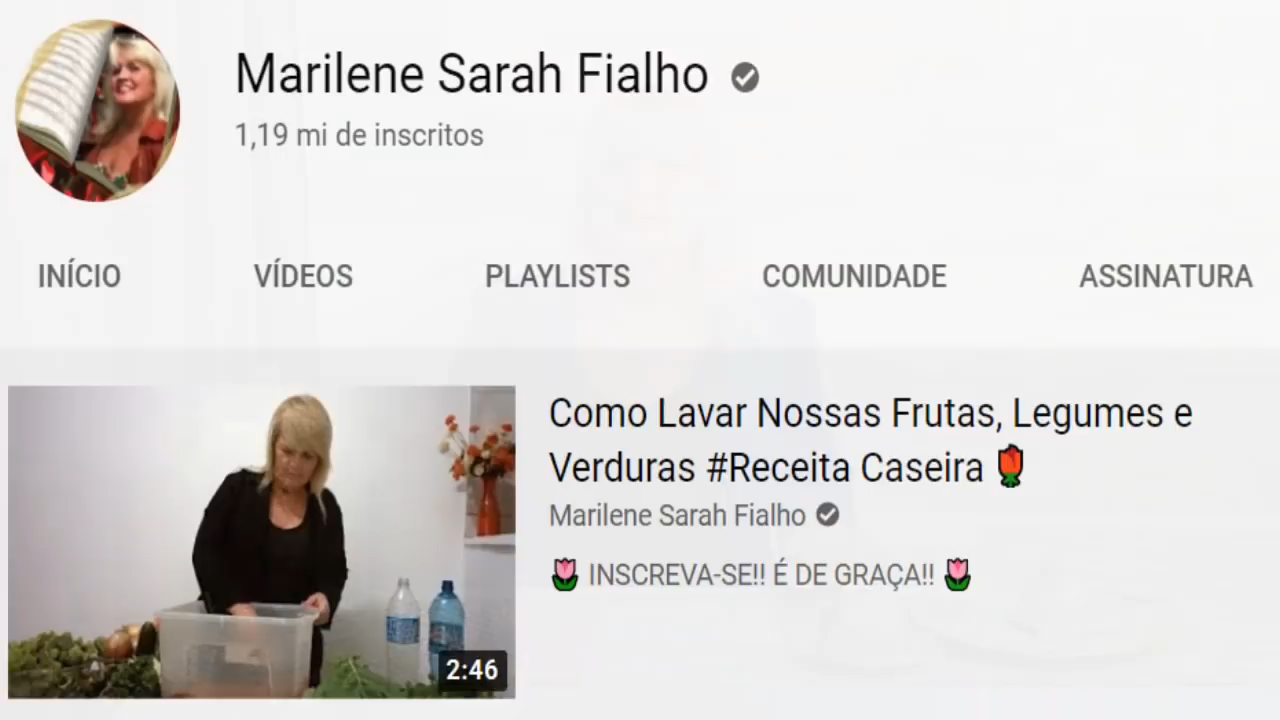 Marilene Sarah Fialho
1,19 mi de inscritos
INÍCIO VÍDEOS PLAYLISTS COMUNIDADE ASSINATURA
Como Lavar Nossas Frutas, Legumes e
Verduras #Receita Caseira 🌹
Marilene Sarah Fialho
🌷 INSCREVA-SE!! É DE GRAÇA!! 🌷
2:46